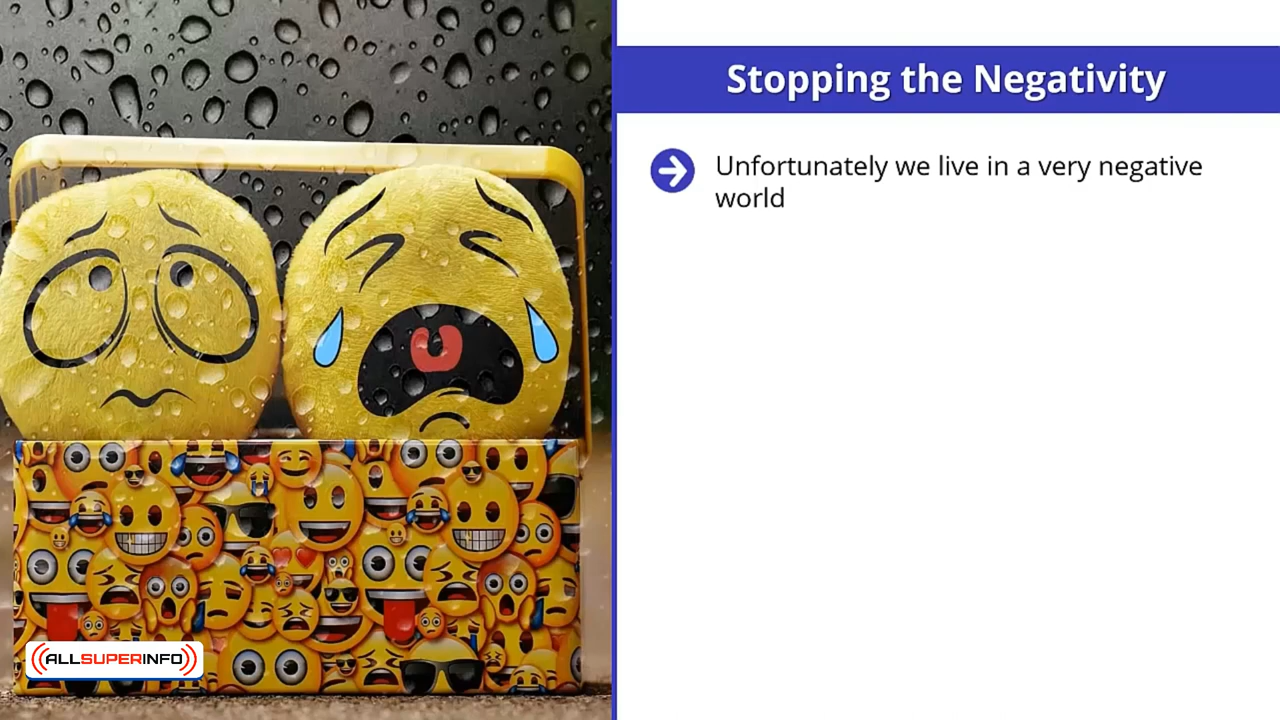 Stopping the Negativity
Unfortunately we live in a very negative
world
ALLSUPERINFO